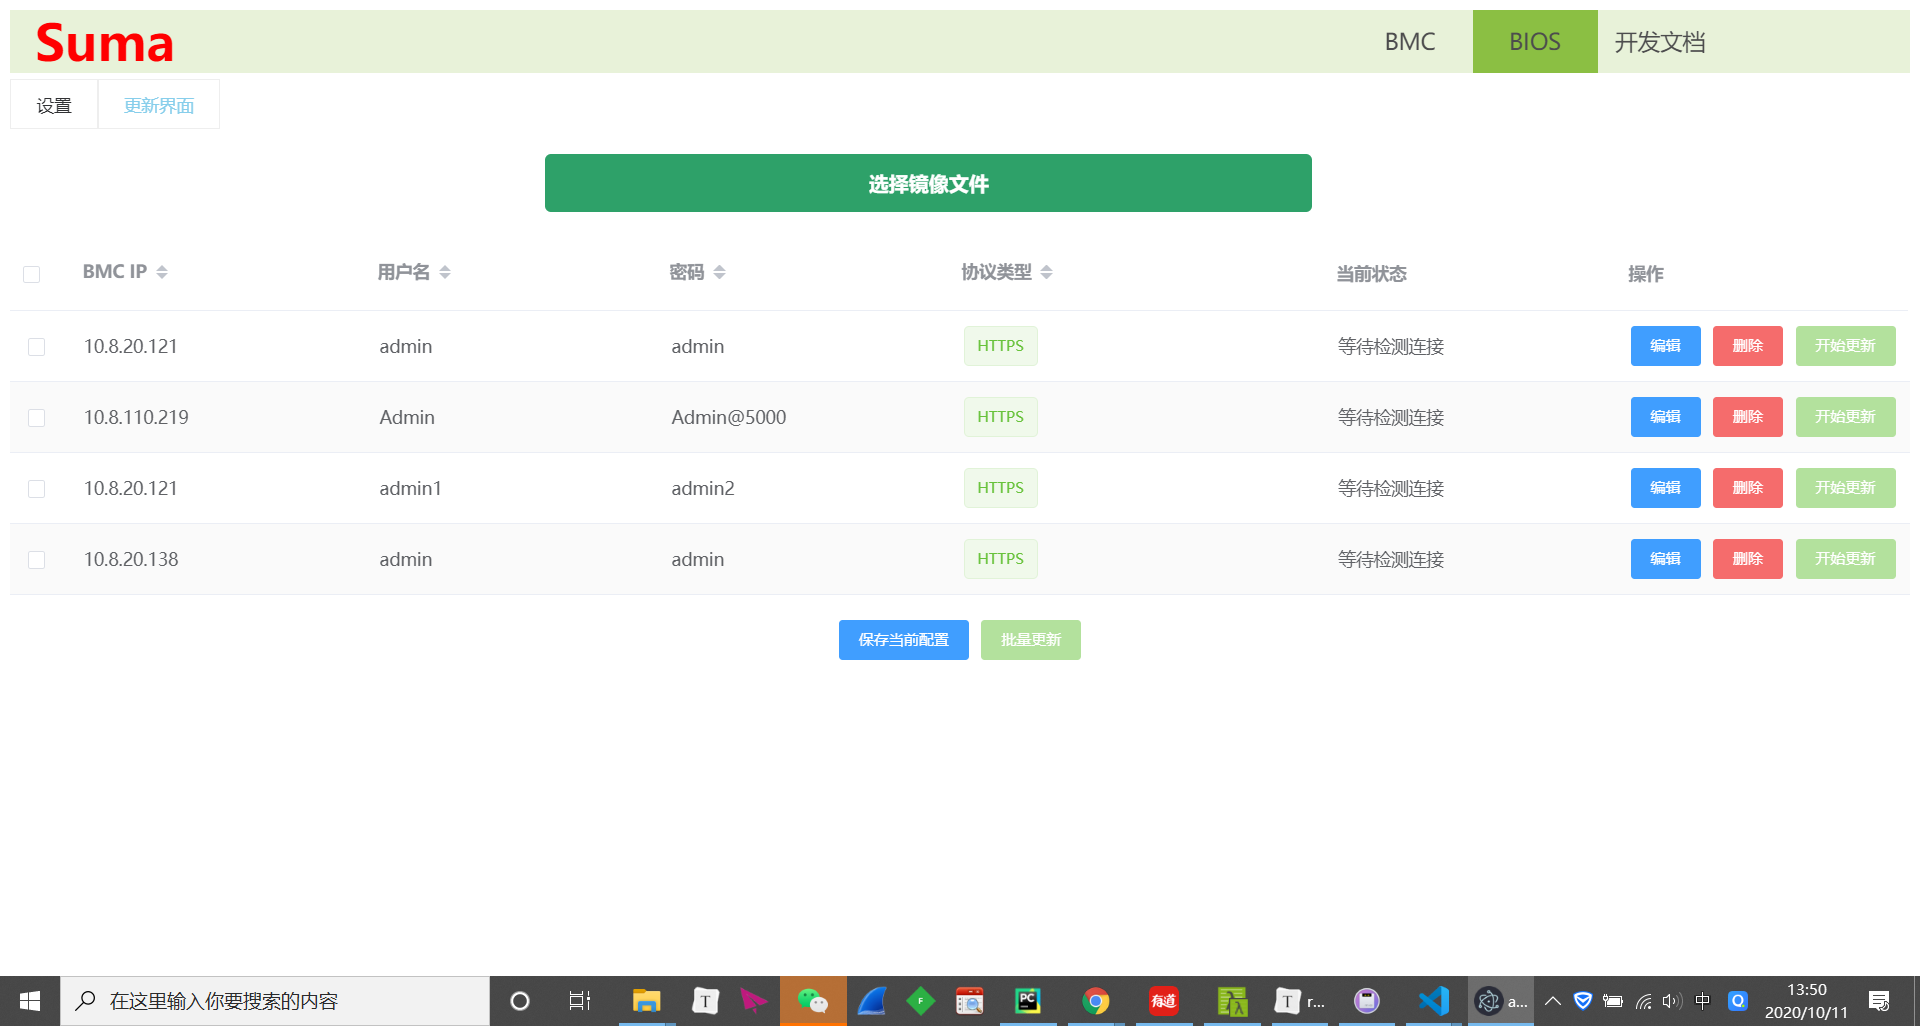 Suma
BMC BIOS 开发文档
设置 更新界面
选择镜像文件
BMC IP 用户名 密码 协议类型 当前状态 操作
10.8.20.121 admin admin HTTPS 等待检测连接 编辑 删除 开始更新
10.8.110.219 Admin Admin@5000 HTTPS 等待检测连接 编辑 删除 开始更新
10.8.20.121 admin1 admin2 HTTPS 等待检测连接 编辑 删除 开始更新
10.8.20.138 admin admin HTTPS 等待检测连接 编辑 删除 开始更新
保存当前配置 批量更新
在这里输入你要搜索的内容 T F PC 有道 T r... a... 中 Q 13:50
2020/10/11